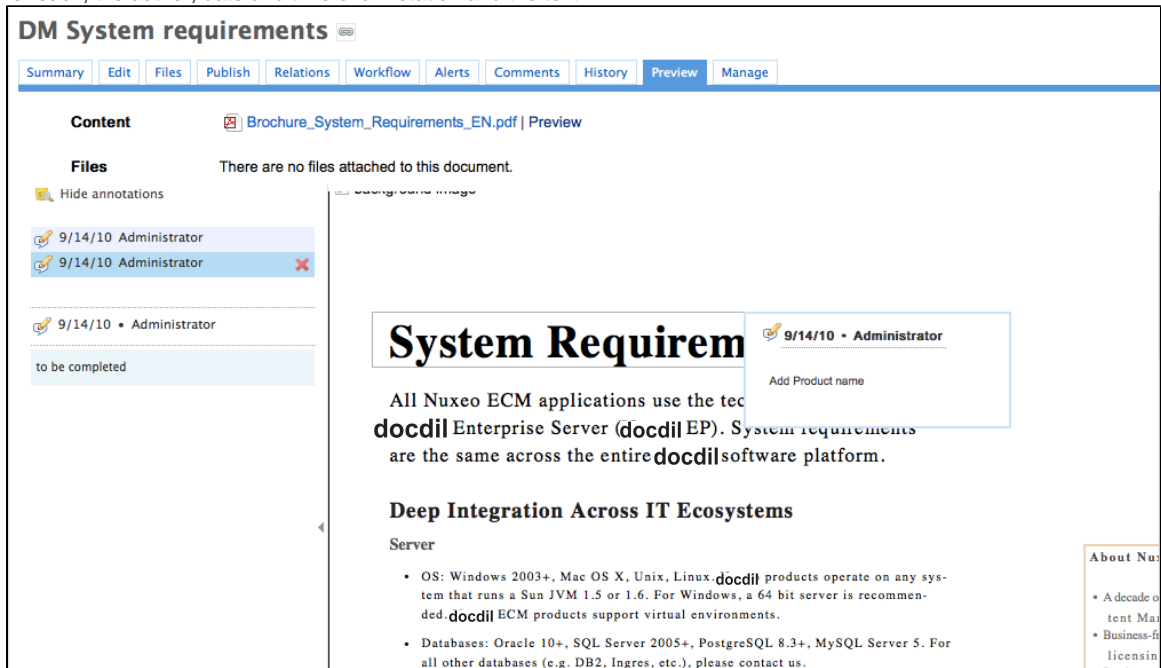 DM System requirements
Summary Edit Files Publish Relations Workflow Alerts Comments History Preview Manage
Content Brochure_System_Requirements_EN.pdf | Preview
Files There are no files attached to this document.
Hide annotations
background image
9/14/10 Administrator
9/14/10 Administrator
9/14/10 • Administrator
to be completed
System Requirem
9/14/10 • Administrator
Add Product name
All Nuxeo ECM applications use the tec
docdil Enterprise Server (docdil EP). System requirements
are the same across the entire docdil software platform.
Deep Integration Across IT Ecosystems
Server
• OS: Windows 2003+, Mac OS X, Unix, Linux. docdil products operate on any sys-
tem that runs a Sun JVM 1.5 or 1.6. For Windows, a 64 bit server is recommen-
ded. docdil ECM products support virtual environments.
• Databases: Oracle 10+, SQL Server 2005+, PostgreSQL 8.3+, MySQL Server 5. For
all other databases (e.g. DB2, Ingres, etc.), please contact us.
About Nu
• A decade o
tent Ma
• Business-f
licensin